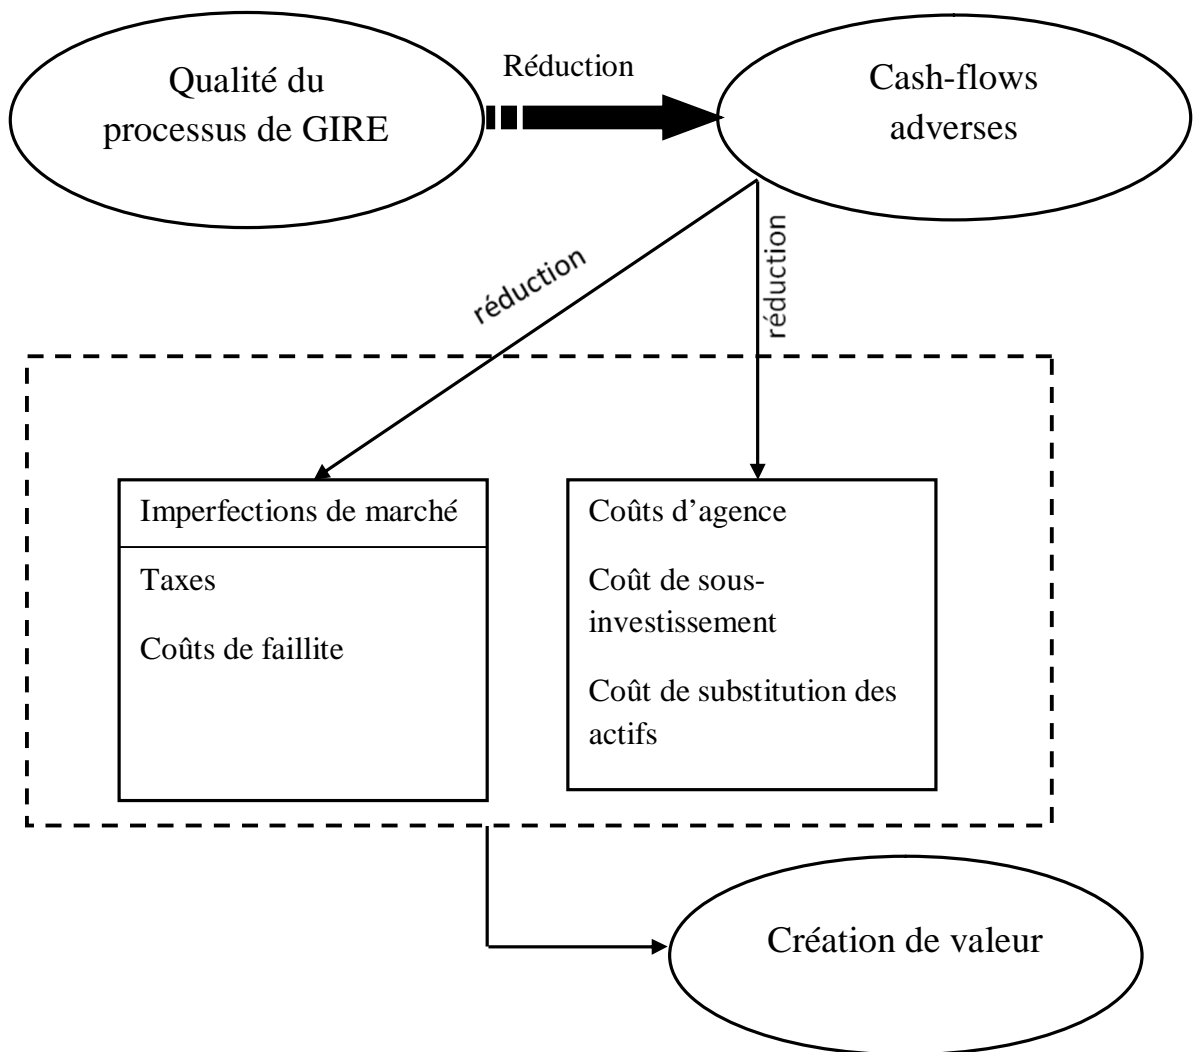 Qualité du
processus de GIRE
Réduction
Cash-flows
adverses
réduction
réduction
Imperfections de marché
Taxes
Coûts de faillite
Coûts d’agence
Coût de sous-
investissement
Coût de substitution des
actifs
Création de valeur